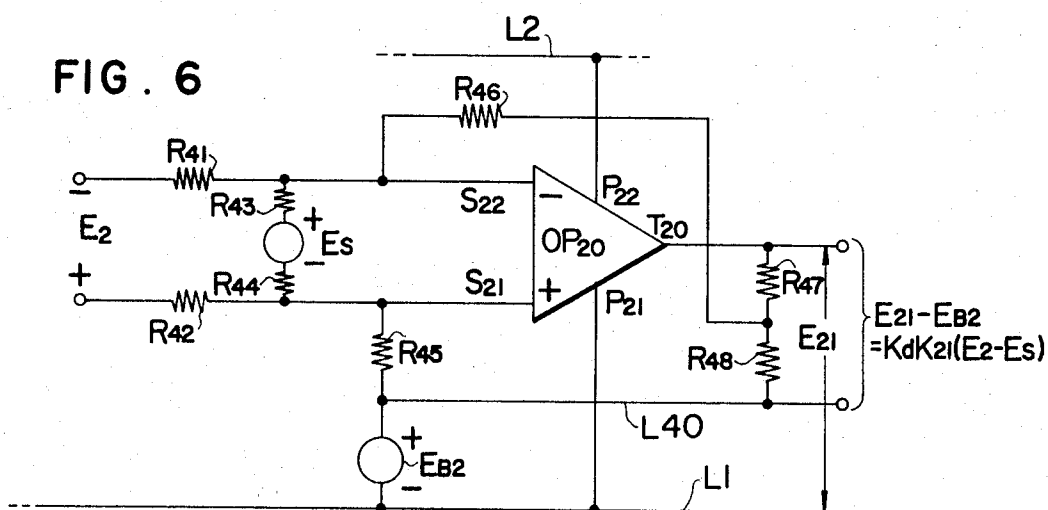 L2
FIG. 6
R46
R41
−
S22
−
P22
R43
+
E2
ES
OP20
T20
−
+
R44
S21
+
P21
R47
R42
E21
E21−EB2
=KdK21(E2−ES)
R45
R48
L40
+
EB2
−
L1